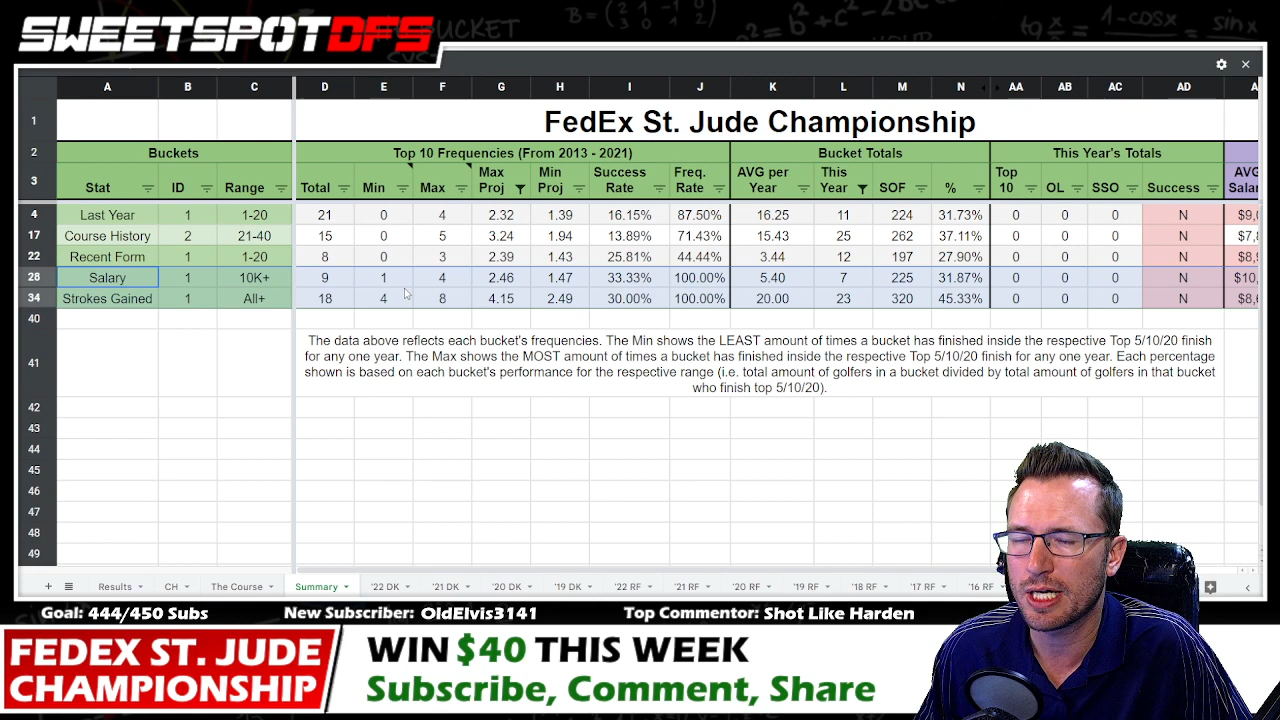 SWEETSPOTDFS
A B C D E F G H I J K L M N AA AB AC AD
1 FedEx St. Jude Championship
2 Buckets Top 10 Frequencies (From 2013 - 2021) Bucket Totals This Year's Totals
3 Stat ID Range Total Min Max Max Proj Min Proj Success Rate Freq. Rate AVG per Year This Year SOF % Top 10 OL SSO Success AVG Salar
4 Last Year 1 1-20 21 0 4 2.32 1.39 16.15% 87.50% 16.25 11 224 31.73% 0 0 0 N $9,0
17 Course History 2 21-40 15 0 5 3.24 1.94 13.89% 71.43% 15.43 25 262 37.11% 0 0 0 N $7,8
22 Recent Form 1 1-20 8 0 3 2.39 1.43 25.81% 44.44% 3.44 12 197 27.90% 0 0 0 N $8,9
28 Salary 1 10K+ 9 1 4 2.46 1.47 33.33% 100.00% 5.40 7 225 31.87% 0 0 0 N $10,
34 Strokes Gained 1 All+ 18 4 8 4.15 2.49 30.00% 100.00% 20.00 23 320 45.33% 0 0 0 N $8,6
40
41 The data above reflects each bucket's frequencies. The Min shows the LEAST amount of times a bucket has finished inside the respective Top 5/10/20 finish
for any one year. The Max shows the MOST amount of times a bucket has finished inside the respective Top 5/10/20 finish for any one year. Each percentage
shown is based on each bucket's performance for the respective range (i.e. total amount of golfers in a bucket divided by total amount of golfers in that bucket
who finish top 5/10/20).
42
43
44
45
46
47
48
49
Results CH The Course Summary '22 DK '21 DK '20 DK '19 DK '22 RF '21 RF '20 RF '19 RF '18 RF '17 RF '16 RF
Goal: 444/450 Subs New Subscriber: OldElvis3141 Top Commentor: Shot Like Harden
FEDEX ST. JUDE
CHAMPIONSHIP
WIN $40 THIS WEEK
Subscribe, Comment, Share